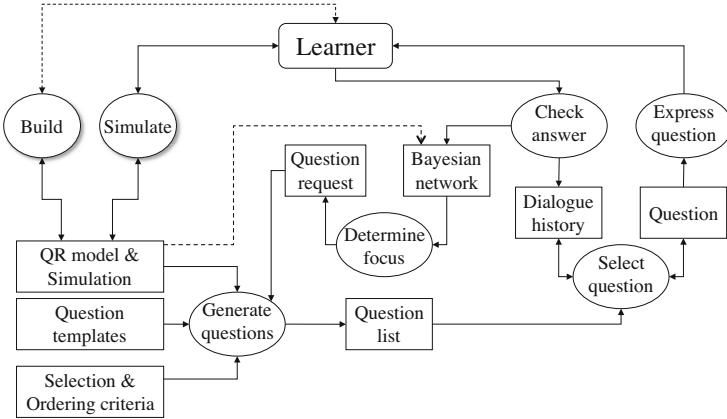 Learner
Build
Simulate
Check
answer
Express
question
Question
request
Bayesian
network
Dialogue
history
Question
Determine
focus
QR model &
Simulation
Select
question
Question
templates
Generate
questions
Question
list
Selection &
Ordering criteria